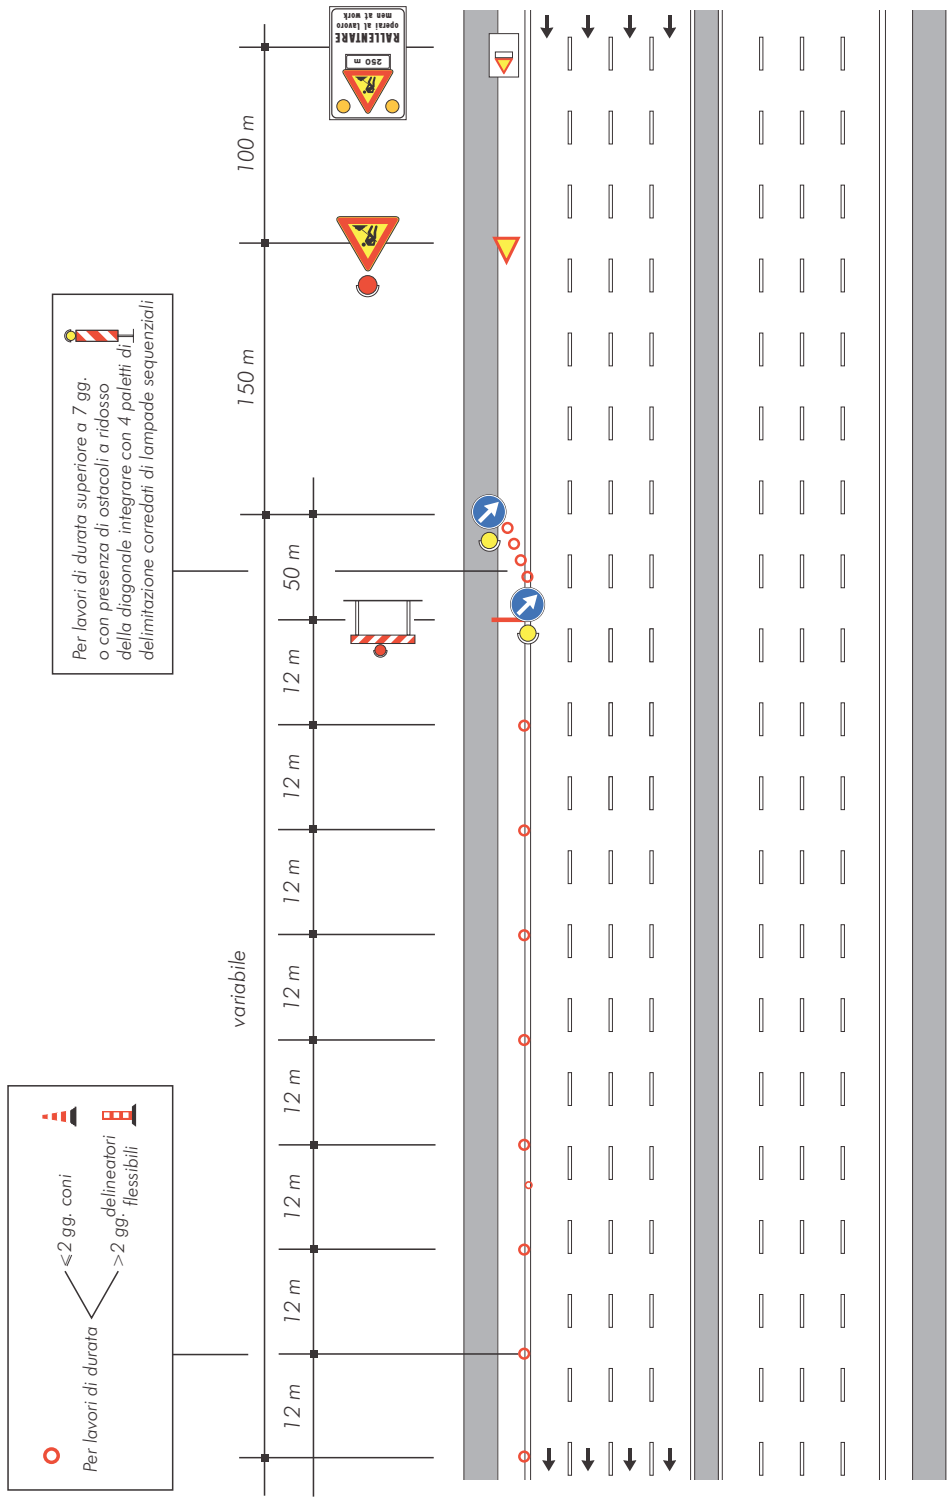 RALLENTARE
operai al lavoro
men at work
250 m
100 m
150 m
50 m
12 m
12 m
12 m
12 m
12 m
12 m
12 m
12 m
variabile
Per lavori di durata superiore a 7 gg.
o con presenza di ostacoli a ridosso
della diagonale integrare con 4 paletti di
delimitazione corredati di lampade sequenziali
Per lavori di durata
⩽2 gg. coni
>2 gg. delineatori
flessibili